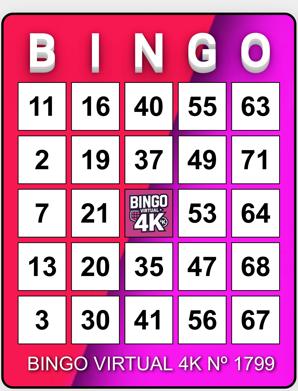 B I N G O
11 16 40 55 63
2 19 37 49 71
7 21 BINGO VIRTUAL 4K 53 64
13 20 35 47 68
3 30 41 56 67
BINGO VIRTUAL 4K Nº 1799